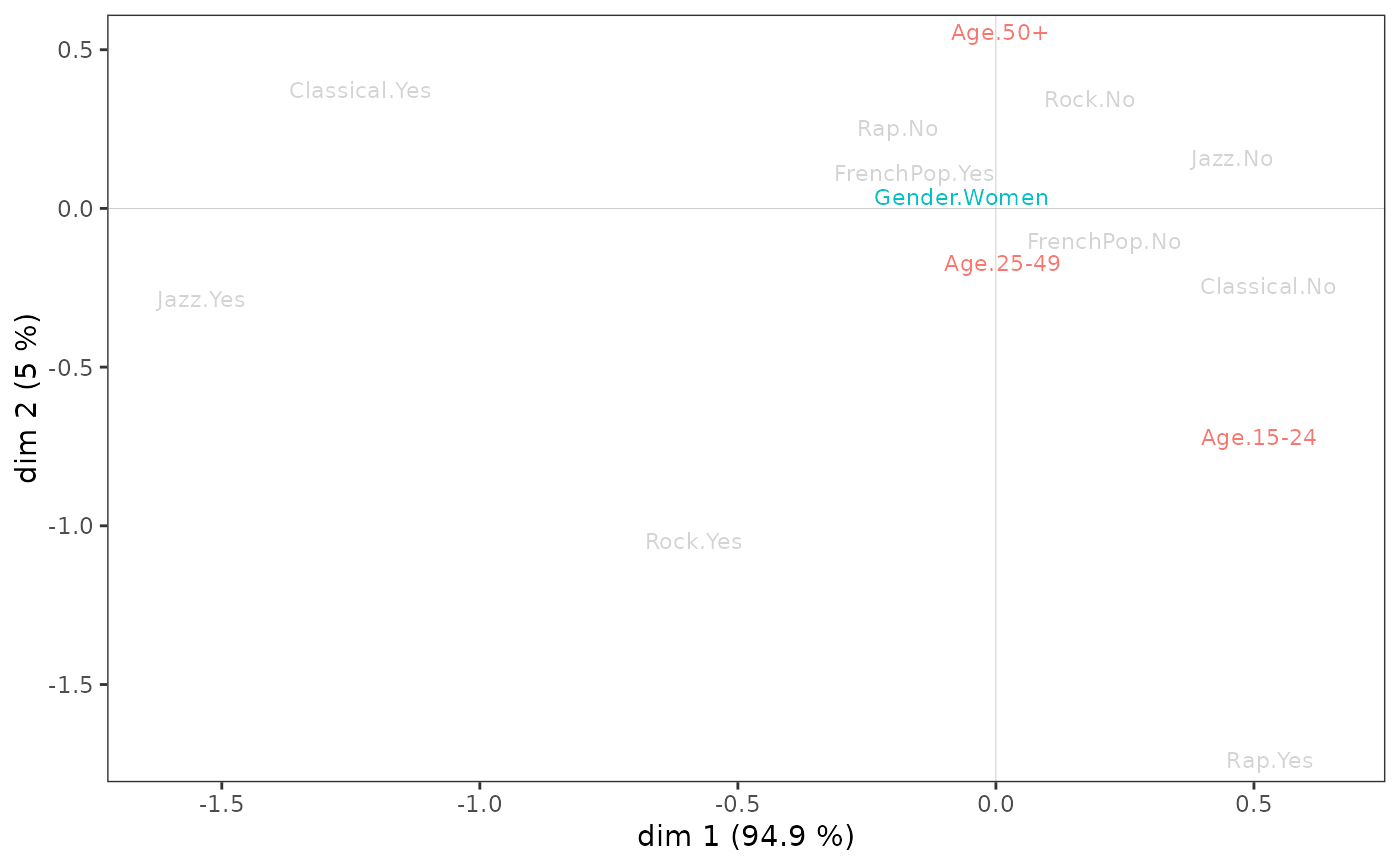 Age.50+
0.5
Classical.Yes
Rock.No
Rap.No
Jazz.No
FrenchPop.Yes
Gender.Women
0.0
FrenchPop.No
Age.25-49
Classical.No
Jazz.Yes
-0.5
Age.15-24
-1.0
Rock.Yes
-1.5
Rap.Yes
dim 2 (5 %)
-1.5 -1.0 -0.5 0.0 0.5
dim 1 (94.9 %)